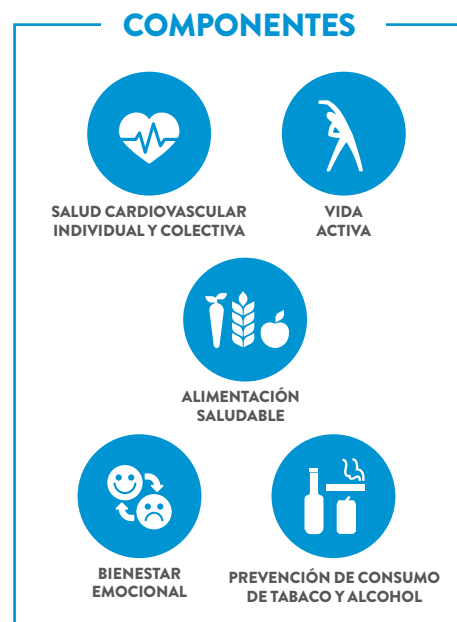 COMPONENTES
SALUD CARDIOVASCULAR
INDIVIDUAL Y COLECTIVA
VIDA
ACTIVA
ALIMENTACIÓN
SALUDABLE
BIENESTAR
EMOCIONAL
PREVENCIÓN DE CONSUMO
DE TABACO Y ALCOHOL